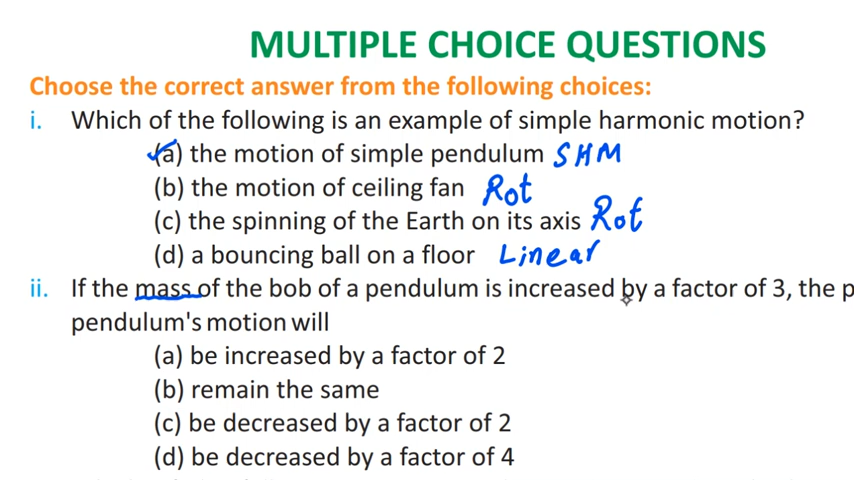 MULTIPLE CHOICE QUESTIONS
Choose the correct answer from the following choices:
i. Which of the following is an example of simple harmonic motion?
(a) the motion of simple pendulum SHM
(b) the motion of ceiling fan Rot
(c) the spinning of the Earth on its axis Rot
(d) a bouncing ball on a floor Linear
ii. If the mass of the bob of a pendulum is increased by a factor of 3, the p
pendulum's motion will
(a) be increased by a factor of 2
(b) remain the same
(c) be decreased by a factor of 2
(d) be decreased by a factor of 4